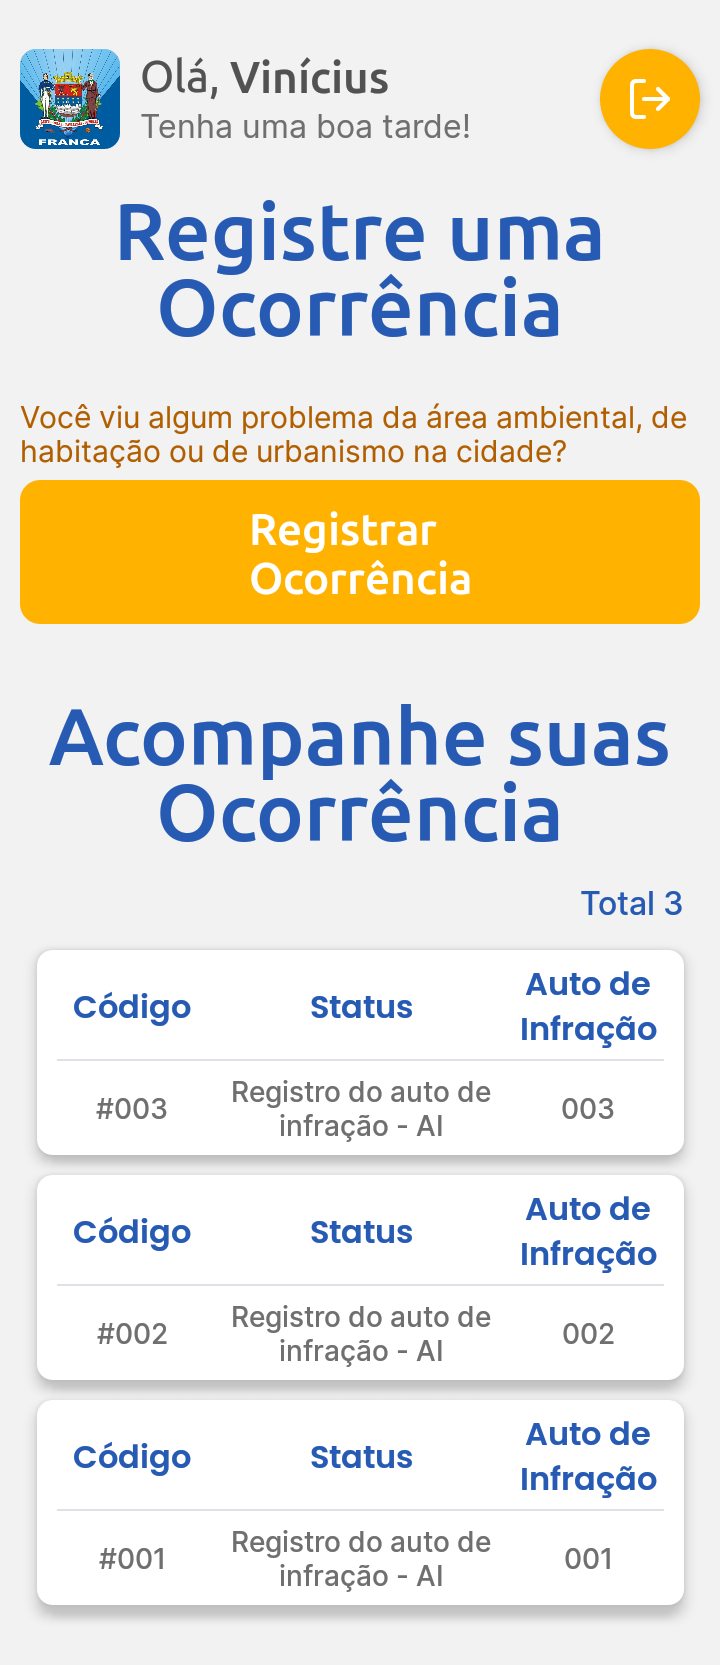 FRANCA
Olá, Vinícius
Tenha uma boa tarde!
Registre uma
Ocorrência
Você viu algum problema da área ambiental, de
habitação ou de urbanismo na cidade?
Registrar
Ocorrência
Acompanhe suas
Ocorrência
Total 3
Código
Status
Auto de
Infração
#003
Registro do auto de
infração - AI
003
Código
Status
Auto de
Infração
#002
Registro do auto de
infração - AI
002
Código
Status
Auto de
Infração
#001
Registro do auto de
infração - AI
001